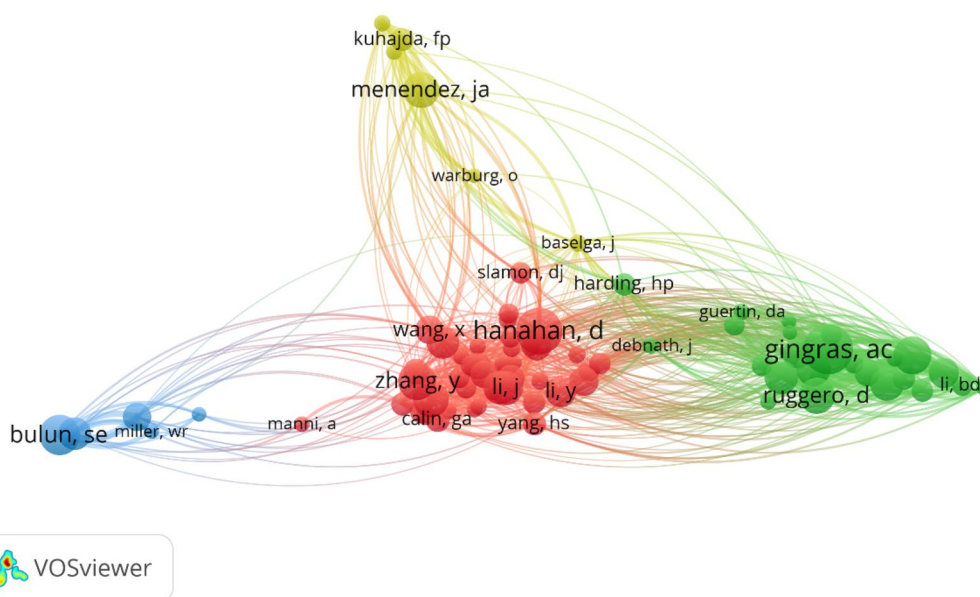 kuhajda, fp
menendez, ja
warburg, o
baselga, j
slamon, dj
harding, hp
guertin, da
wang, x
hanahan, d
debnath, j
gingras, ac
zhang, y
li, j
li, y
ruggero, d
li, bd
calin, ga
yang, hs
manni, a
bulun, se
miller, wr
VOSviewer